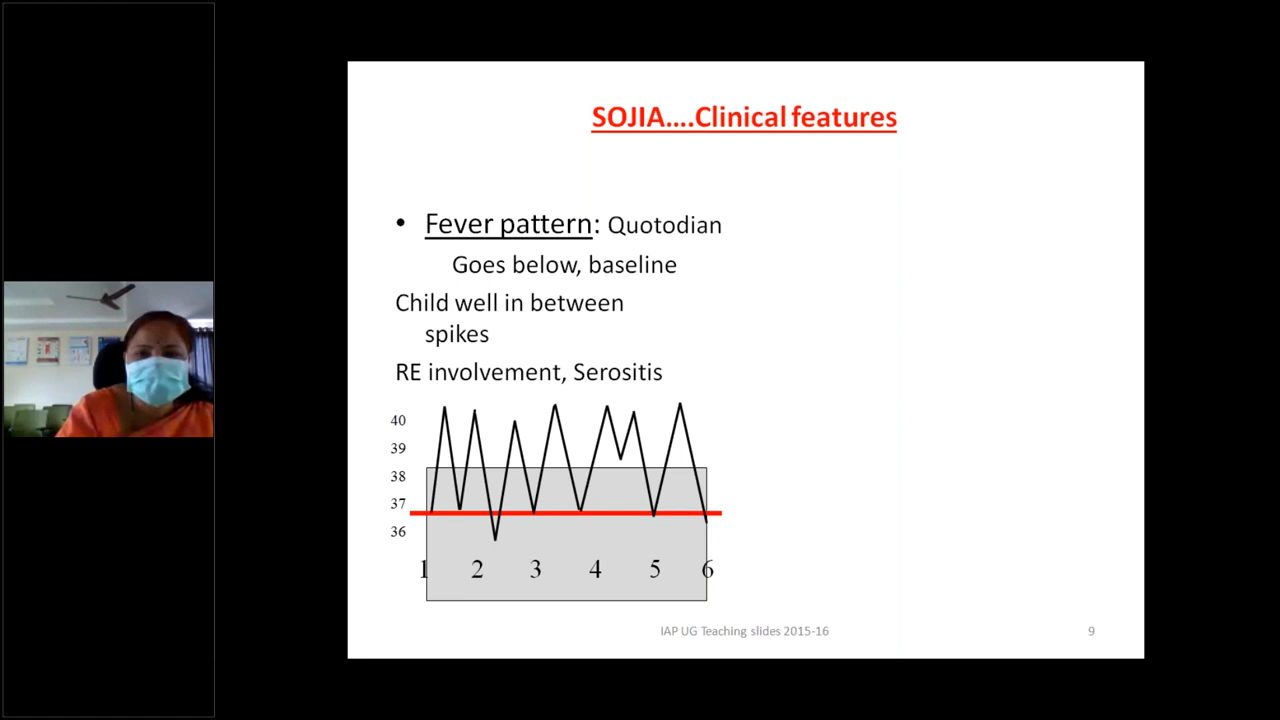 SOJIA....Clinical features
• Fever pattern: Quotodian
Goes below, baseline
Child well in between
spikes
RE involvement, Serositis
40
39
38
37
36
1 2 3 4 5 6
IAP UG Teaching slides 2015-16 9